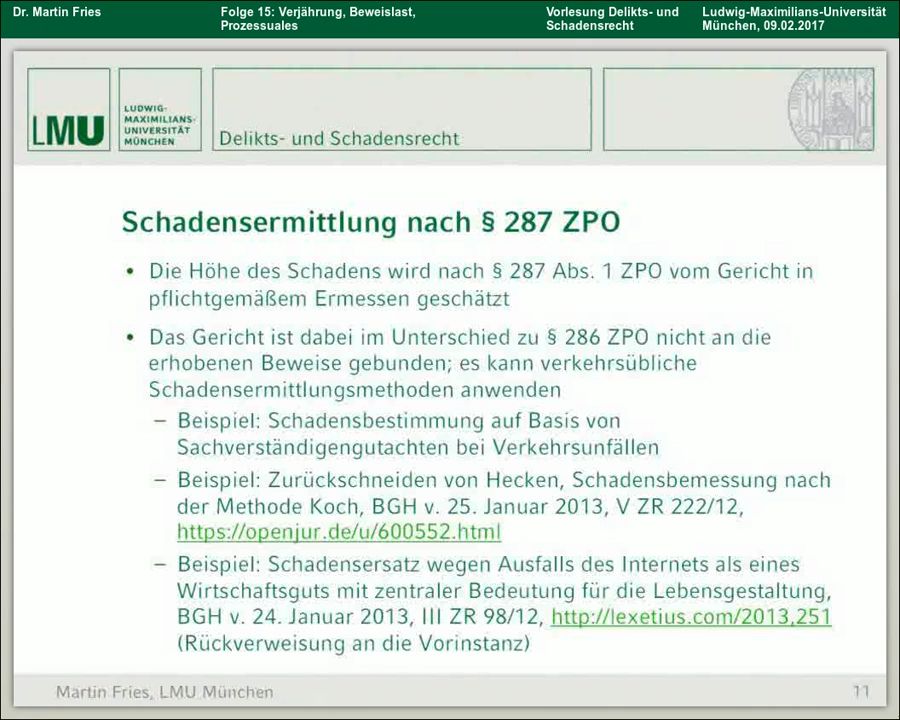 Dr. Martin Fries
Folge 15: Verjährung, Beweislast,
Prozessuales
Vorlesung Delikts- und
Schadensrecht
Ludwig-Maximilians-Universität
München, 09.02.2017
LMU
LUDWIG-
MAXIMILIANS-
UNIVERSITÄT
MÜNCHEN
Delikts- und Schadensrecht
Schadensermittlung nach § 287 ZPO
• Die Höhe des Schadens wird nach § 287 Abs. 1 ZPO vom Gericht in
pflichtgemäßem Ermessen geschätzt
• Das Gericht ist dabei im Unterschied zu § 286 ZPO nicht an die
erhobenen Beweise gebunden; es kann verkehrsübliche
Schadensermittlungsmethoden anwenden
– Beispiel: Schadensbestimmung auf Basis von
Sachverständigengutachten bei Verkehrsunfällen
– Beispiel: Zurückschneiden von Hecken, Schadensbemessung nach
der Methode Koch, BGH v. 25. Januar 2013, V ZR 222/12,
https://openjur.de/u/600552.html
– Beispiel: Schadensersatz wegen Ausfalls des Internets als eines
Wirtschaftsguts mit zentraler Bedeutung für die Lebensgestaltung,
BGH v. 24. Januar 2013, III ZR 98/12, http://lexetius.com/2013,251
(Rückverweisung an die Vorinstanz)
Martin Fries, LMU München
11